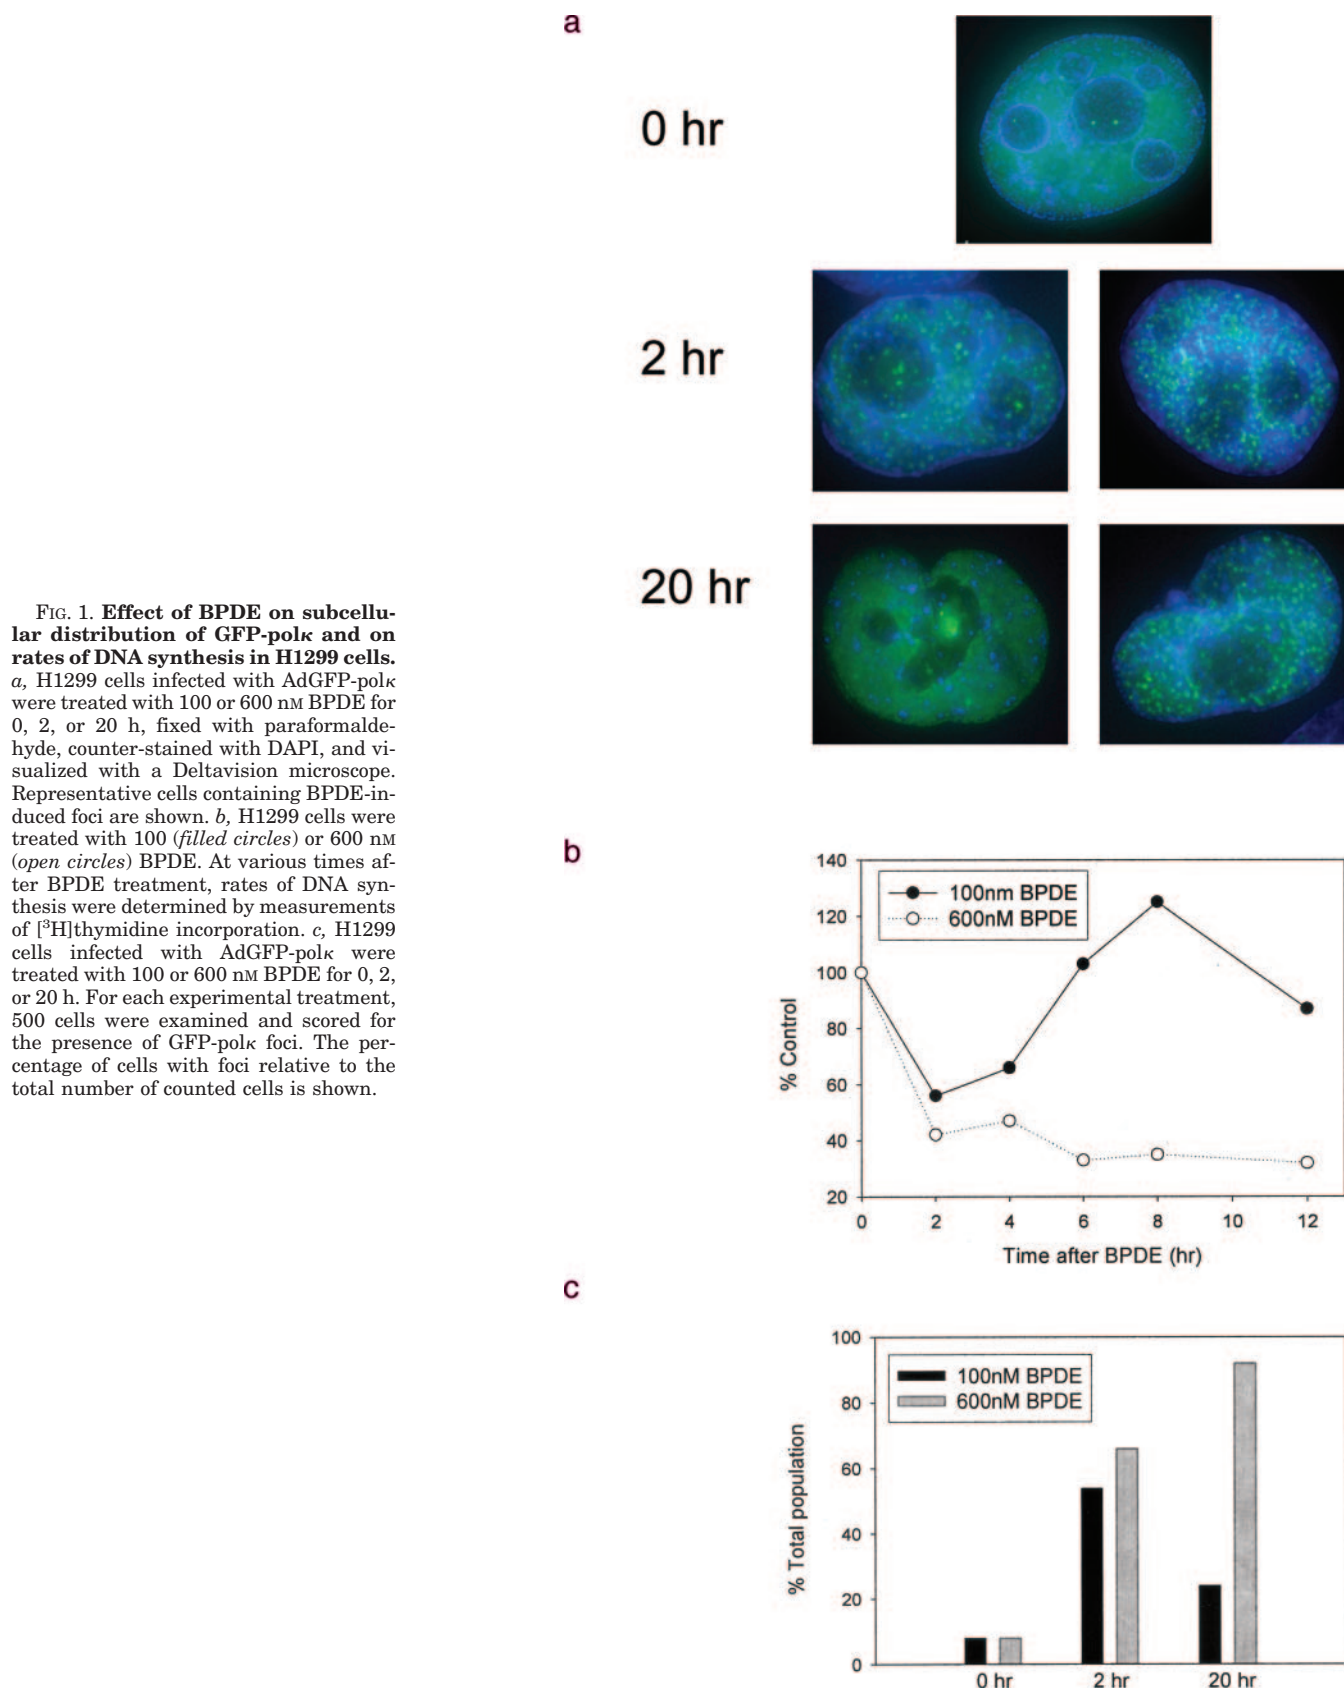 a
0 hr
2 hr
20 hr
FIG. 1. Effect of BPDE on subcellu-
lar distribution of GFP-polκ and on
rates of DNA synthesis in H1299 cells.
a, H1299 cells infected with AdGFP-polκ
were treated with 100 or 600 nM BPDE for
0, 2, or 20 h, fixed with paraformalde-
hyde, counter-stained with DAPI, and vi-
sualized with a Deltavision microscope.
Representative cells containing BPDE-in-
duced foci are shown. b, H1299 cells were
treated with 100 (filled circles) or 600 nM
(open circles) BPDE. At various times af-
ter BPDE treatment, rates of DNA syn-
thesis were determined by measurements
of [³H]thymidine incorporation. c, H1299
cells infected with AdGFP-polκ were
treated with 100 or 600 nM BPDE for 0, 2,
or 20 h. For each experimental treatment,
500 cells were examined and scored for
the presence of GFP-polκ foci. The per-
centage of cells with foci relative to the
total number of counted cells is shown.
b
140
120
100
80
60
40
20
% Control
100nm BPDE
600nM BPDE
0 2 4 6 8 10 12
Time after BPDE (hr)
c
100
80
60
40
20
0
% Total population
100nM BPDE
600nM BPDE
0 hr 2 hr 20 hr